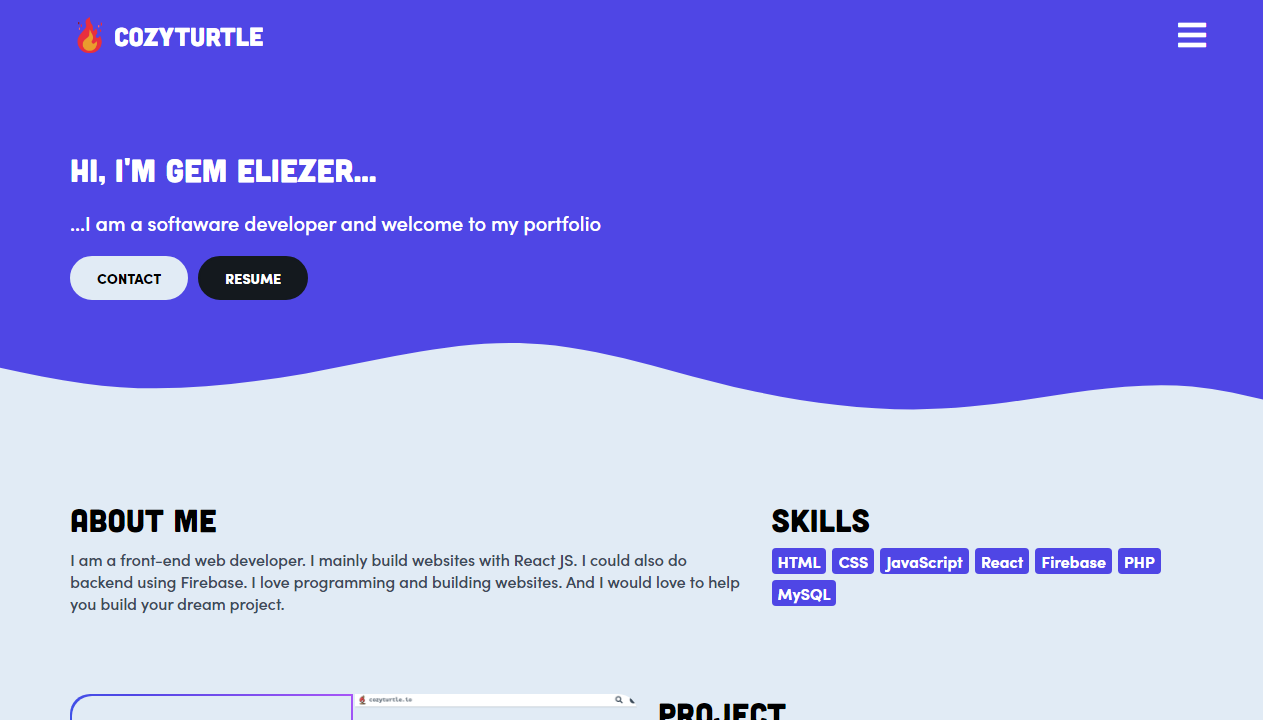 COZYTURTLE
HI, I'M GEM ELIEZER...
...I am a softaware developer and welcome to my portfolio
CONTACT RESUME
ABOUT ME
I am a front-end web developer. I mainly build websites with React JS. I could also do
backend using Firebase. I love programming and building websites. And I would love to help
you build your dream project.
SKILLS
HTML CSS JavaScript React Firebase PHP
MySQL
cozyturtle.io
PROJECT